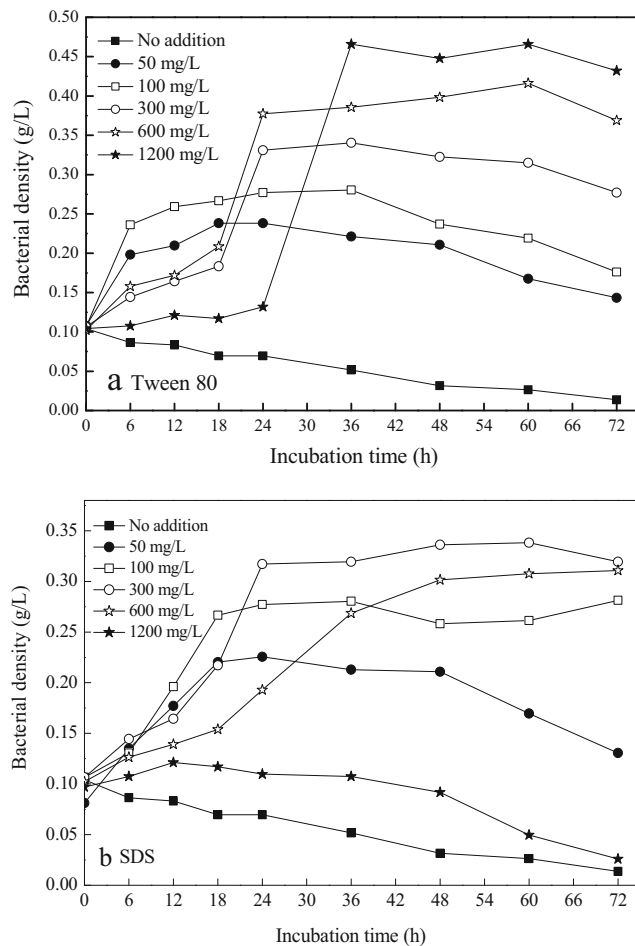 0.50
0.45
0.40
0.35
0.30
0.25
0.20
0.15
0.10
0.05
0.00
Bacterial density (g/L)
No addition
50 mg/L
100 mg/L
300 mg/L
600 mg/L
1200 mg/L
a Tween 80
0 6 12 18 24 30 36 42 48 54 60 66 72
Incubation time (h)
0.35
0.30
0.25
0.20
0.15
0.10
0.05
0.00
Bacterial density (g/L)
No addition
50 mg/L
100 mg/L
300 mg/L
600 mg/L
1200 mg/L
b SDS
0 6 12 18 24 30 36 42 48 54 60 66 72
Incubation time (h)